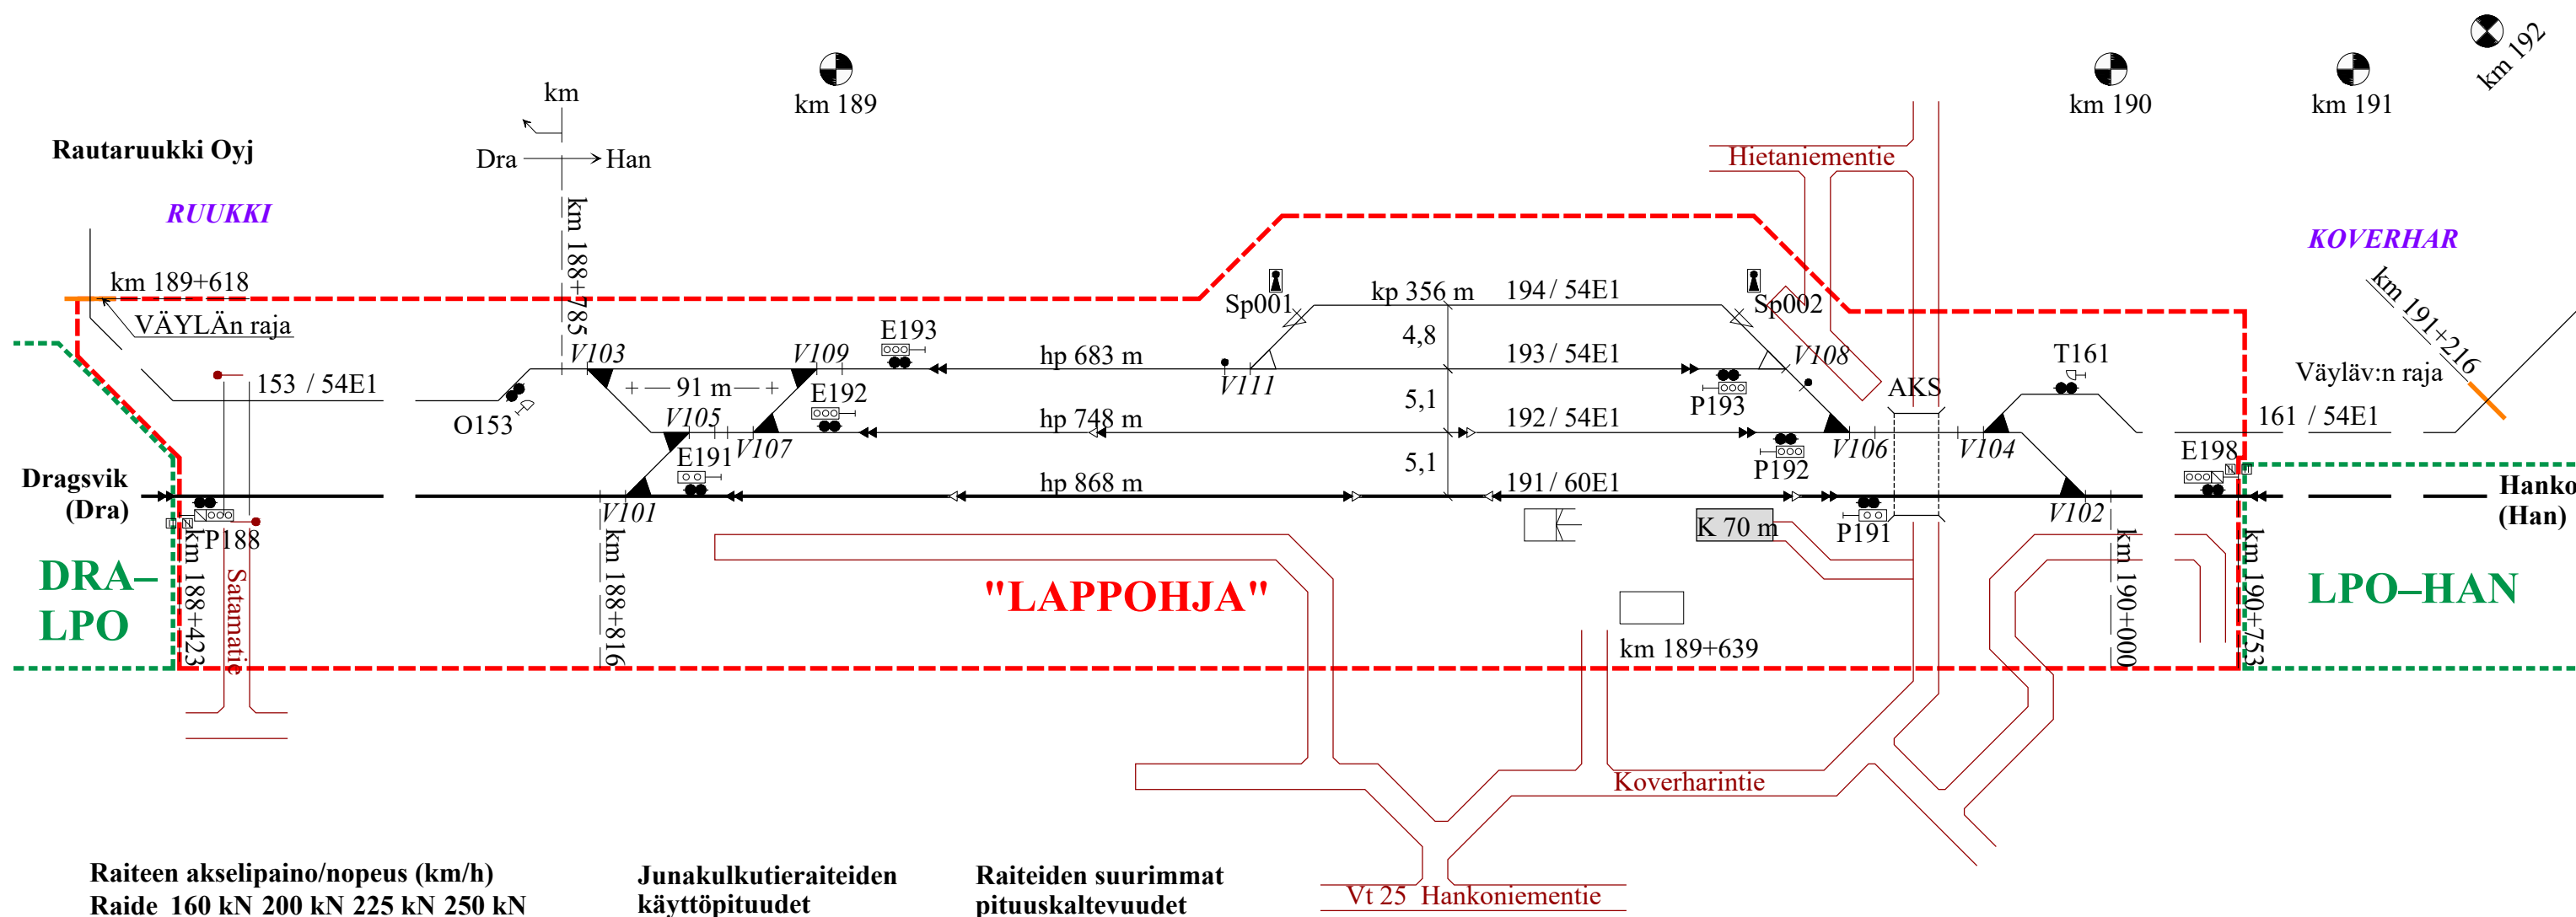 km 192
km 189
km 190
km 191
km
Dra
Han
Rautaruukki Oyj
RUUKKI
Hietaniementie
KOVERHAR
km 188+785
km 189+618
VÄYLÄn raja
km 191+216
Väyläv:n raja
Sp001
kp 356 m
194 / 54E1
Sp002
4,8
E193
V103
V109
hp 683 m
193 / 54E1
V108
T161
153 / 54E1
91 m
V111
P193
AKS
E192
5,1
O153
V105
V107
hp 748 m
192 / 54E1
V106
V104
161 / 54E1
E191
5,1
P192
E198
Dragsvik
(Dra)
hp 868 m
191 / 60E1
Hanko
(Han)
V101
V102
K 70 m
P191
P188
km 188+423
Satamatie
km 188+816
km 190+000
km 190+753
DRA–
LPO
"LAPPOHJA"
LPO–HAN
km 189+639
Koverharintie
Vt 25 Hankoniementie
Raiteen akselipaino/nopeus (km/h)
Raide 160 kN 200 kN 225 kN 250 kN
Junakulkutieraiteiden
käyttöpituudet
Raiteiden suurimmat
pituuskaltevuudet